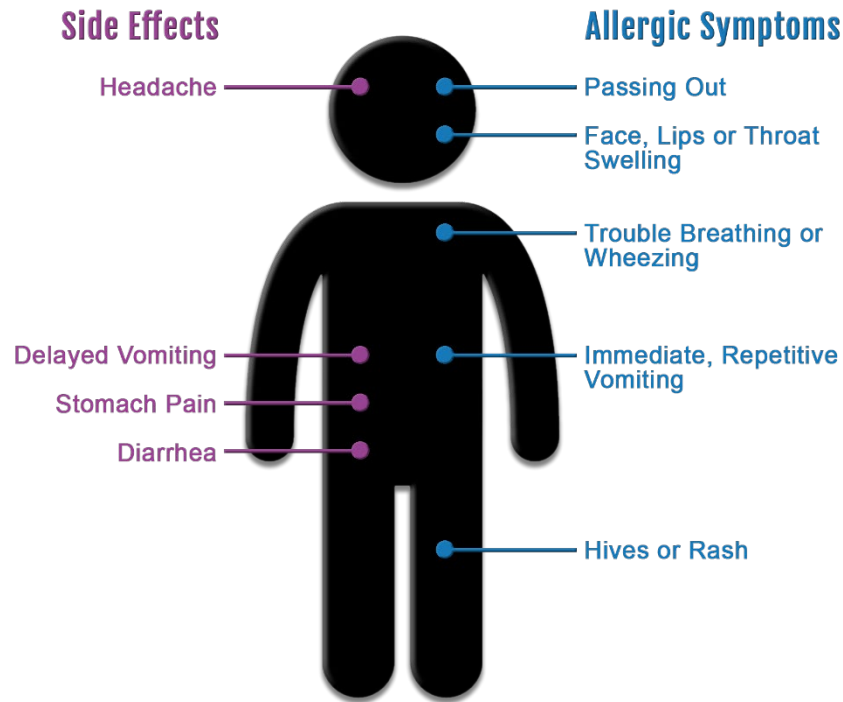 Side Effects
Headache
Delayed Vomiting
Stomach Pain
Diarrhea
Allergic Symptoms
Passing Out
Face, Lips or Throat
Swelling
Trouble Breathing or
Wheezing
Immediate, Repetitive
Vomiting
Hives or Rash